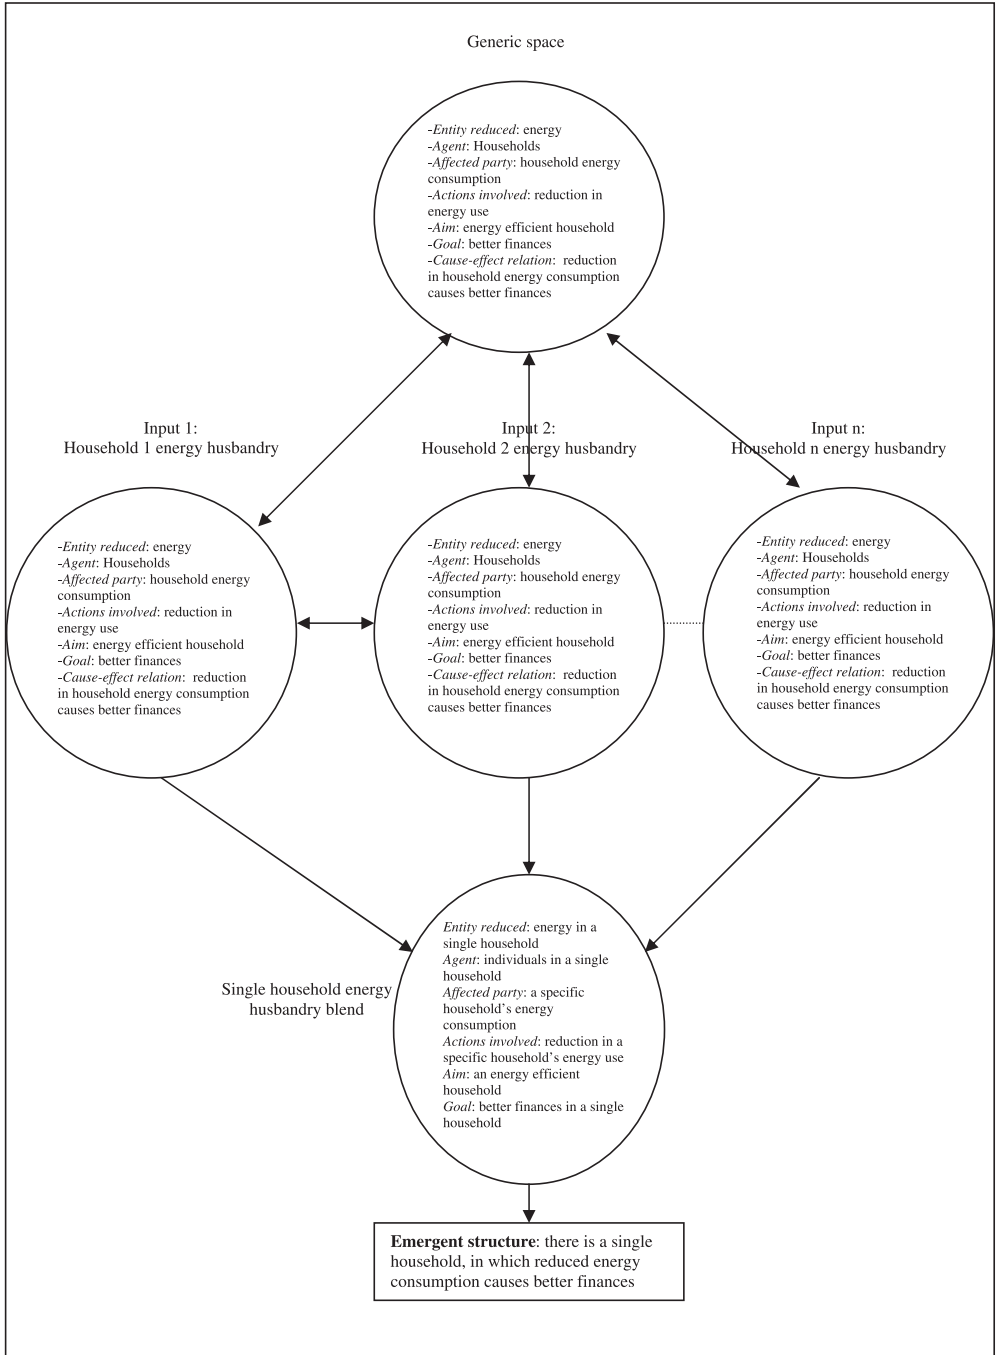 Generic space
-Entity reduced: energy
-Agent: Households
-Affected party: household energy
consumption
-Actions involved: reduction in
energy use
-Aim: energy efficient household
-Goal: better finances
-Cause-effect relation:  reduction
in household energy consumption
causes better finances
Input 1:
Household 1 energy husbandry
Input 2:
Household 2 energy husbandry
Input n:
Household n energy husbandry
-Entity reduced: energy
-Agent: Households
-Affected party: household energy
consumption
-Actions involved: reduction in
energy use
-Aim: energy efficient household
-Goal: better finances
-Cause-effect relation:  reduction
in household energy consumption
causes better finances
-Entity reduced: energy
-Agent: Households
-Affected party: household energy
consumption
-Actions involved: reduction in
energy use
-Aim: energy efficient household
-Goal: better finances
-Cause-effect relation:  reduction
in household energy consumption
causes better finances
-Entity reduced: energy
-Agent: Households
-Affected party: household energy
consumption
-Actions involved: reduction in
energy use
-Aim: energy efficient household
-Goal: better finances
-Cause-effect relation:  reduction
in household energy consumption
causes better finances
Single household energy
husbandry blend
Entity reduced: energy in a
single household
Agent: individuals in a single
household
Affected party: a specific
household's energy
consumption
Actions involved: reduction in a
specific household's energy use
Aim: an energy efficient
household
Goal: better finances in a single
household
Emergent structure: there is a single
household, in which reduced energy
consumption causes better finances